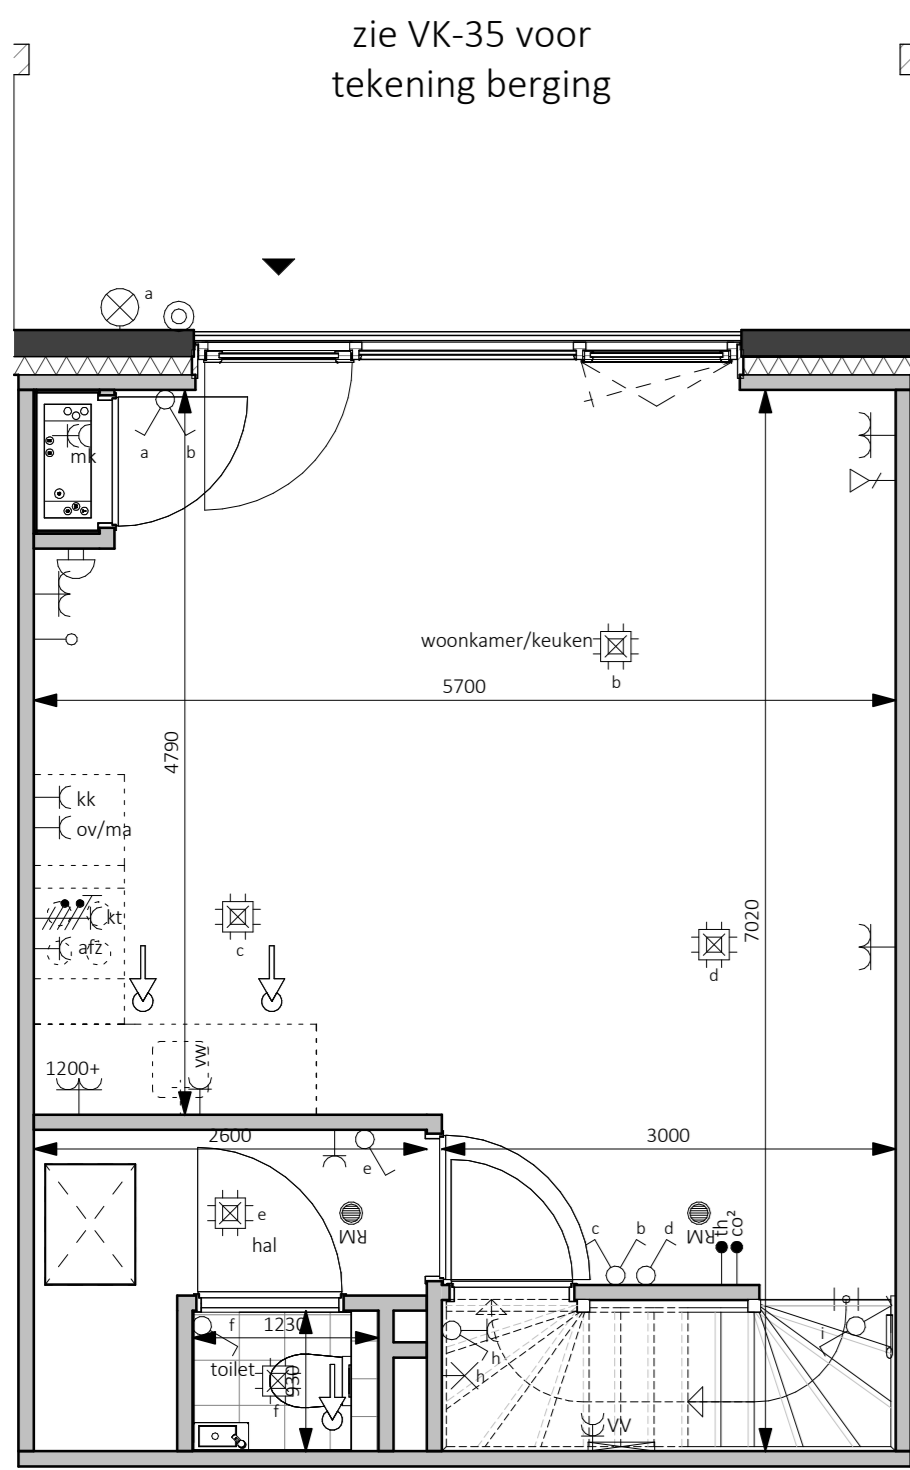 zie VK-35 voor
tekening berging
a
mk
a
b
woonkamer/keuken
b
5700
4790
kk
ov/ma
kt
afz
c
d
7020
vw
1200+
2600
3000
e
e
hal
RM
RM
c
b
d
th
co²
f
1230
toilet
930
f
h
h
i
VV